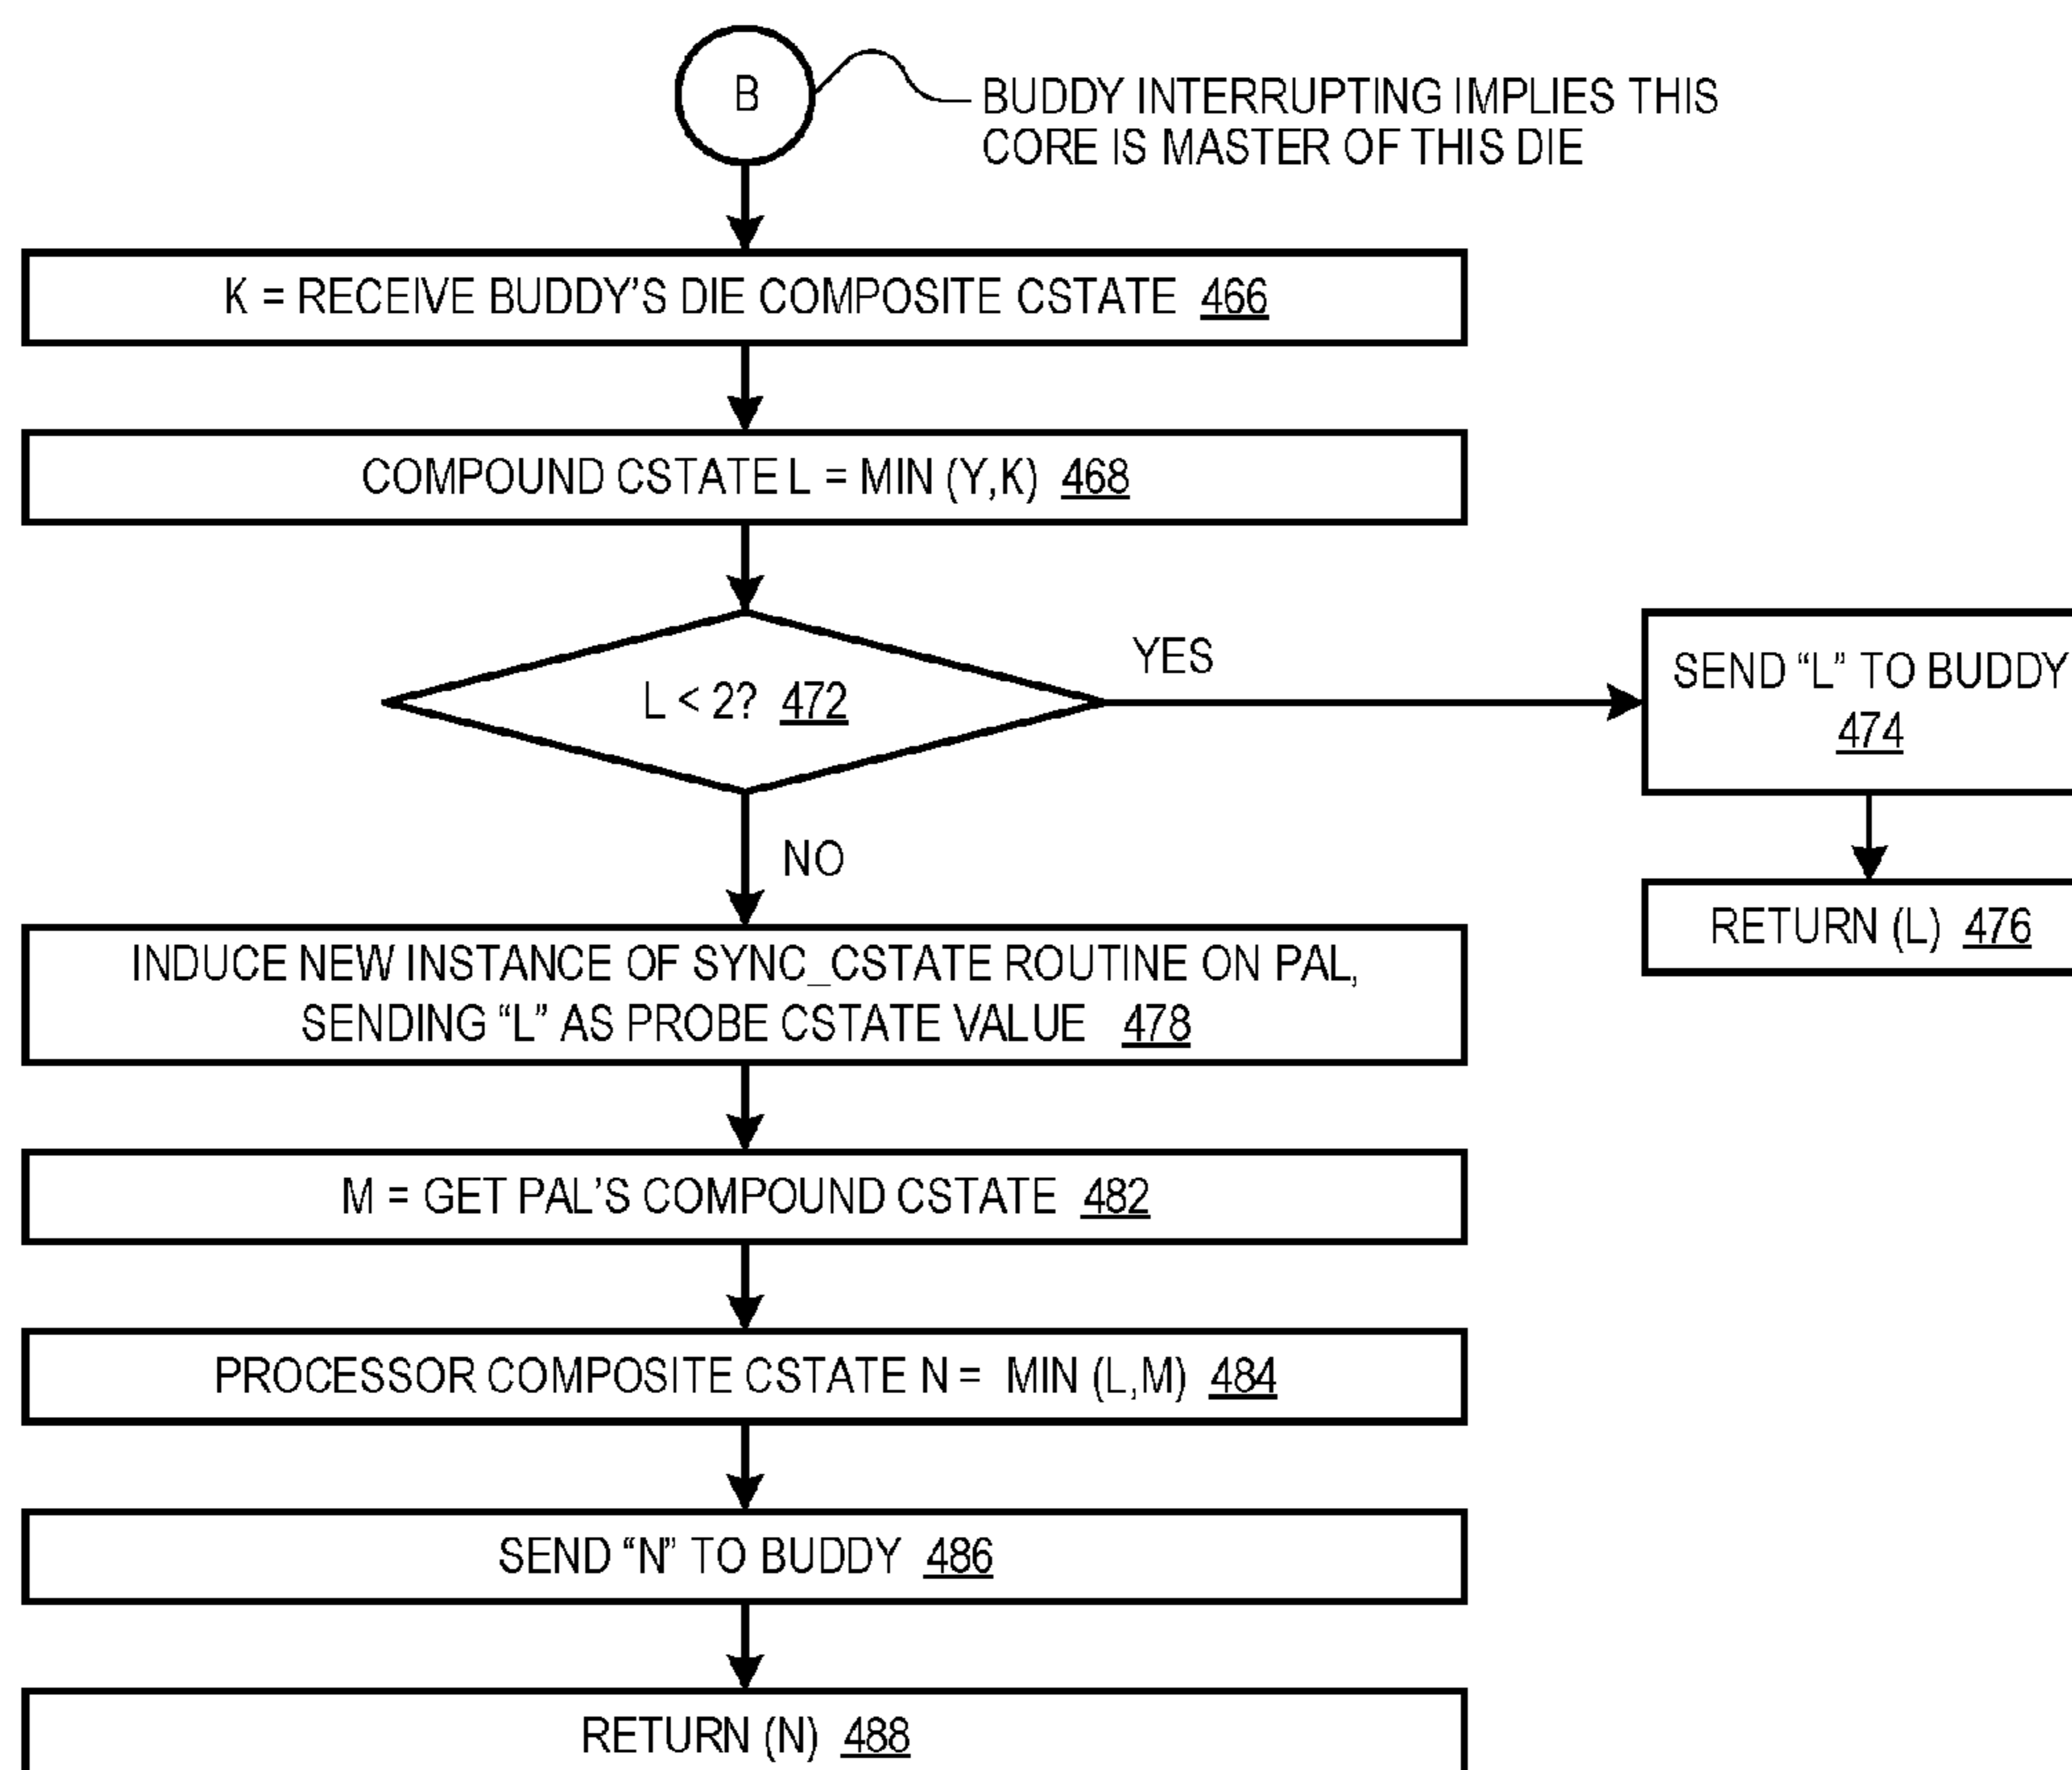 B
BUDDY INTERRUPTING IMPLIES THIS
CORE IS MASTER OF THIS DIE
K = RECEIVE BUDDY’S DIE COMPOSITE CSTATE 466
COMPOUND CSTATE L = MIN (Y,K) 468
L < 2? 472
YES
SEND “L” TO BUDDY
474
RETURN (L) 476
NO
INDUCE NEW INSTANCE OF SYNC_CSTATE ROUTINE ON PAL,
SENDING “L” AS PROBE CSTATE VALUE 478
M = GET PAL’S COMPOUND CSTATE 482
PROCESSOR COMPOSITE CSTATE N = MIN (L,M) 484
SEND “N” TO BUDDY 486
RETURN (N) 488